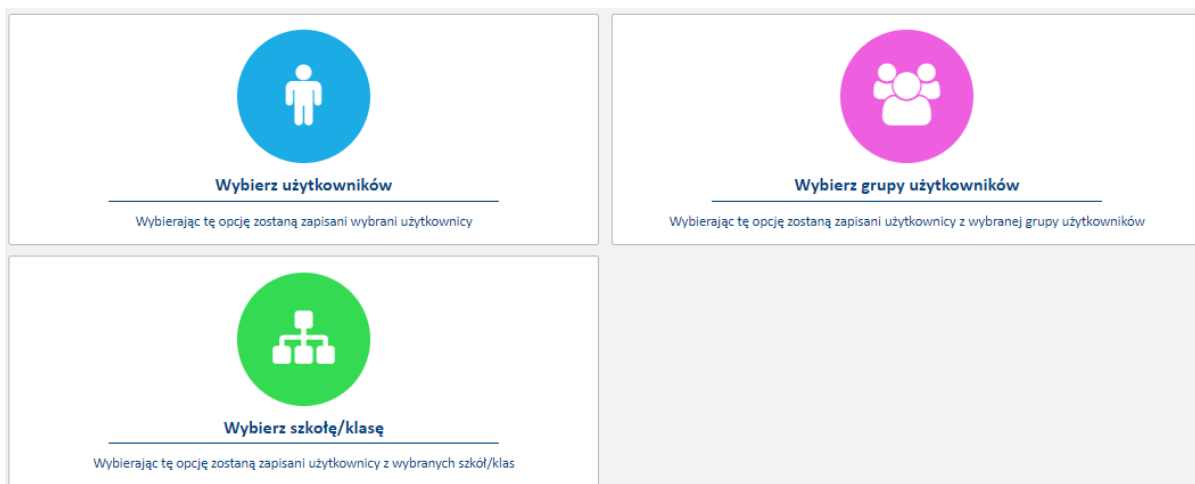 Wybierz użytkowników
Wybierając tę opcję zostaną zapisani wybrani użytkownicy
Wybierz grupy użytkowników
Wybierając tę opcję zostaną zapisani użytkownicy z wybranej grupy użytkowników
Wybierz szkołę/klasę
Wybierając tę opcję zostaną zapisani użytkownicy z wybranych szkół/klas